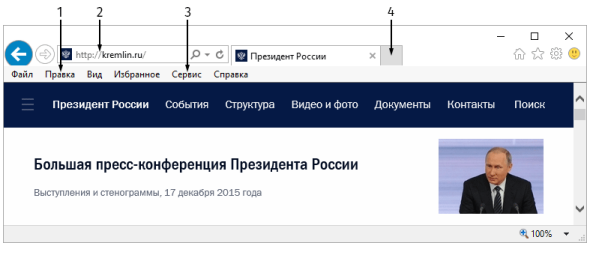 1 2 3 4
http://kremlin.ru/ Президент России
Файл Правка Вид Избранное Сервис Справка
Президент России События Структура Видео и фото Документы Контакты Поиск
Большая пресс-конференция Президента России
Выступления и стенограммы, 17 декабря 2015 года
100%